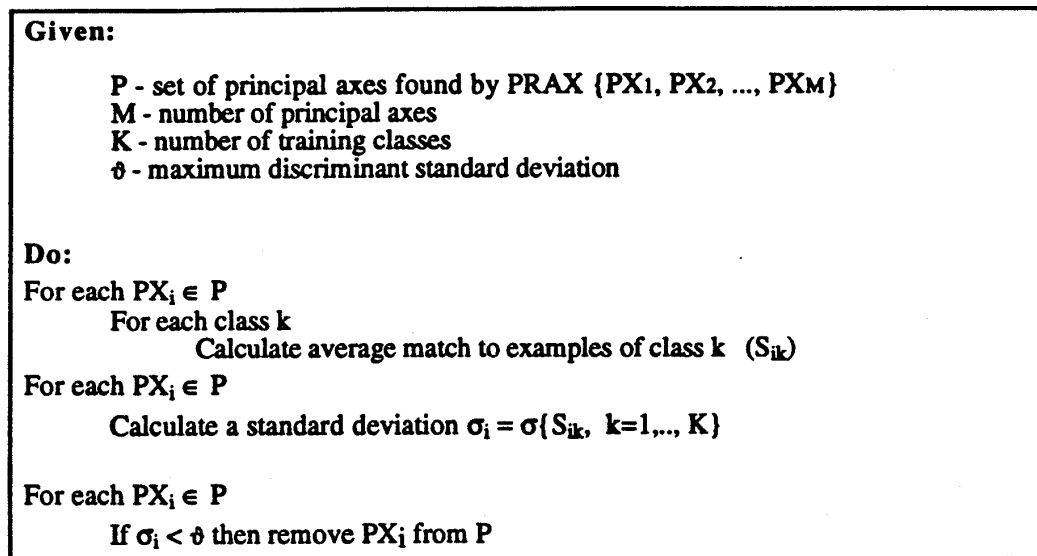 Given:
P - set of principal axes found by PRAX {PX1, PX2, ..., PXM}
M - number of principal axes
K - number of training classes
ϑ - maximum discriminant standard deviation
Do:
For each PXi ∈ P
For each class k
Calculate average match to examples of class k (Sik)
For each PXi ∈ P
Calculate a standard deviation σi = σ{Sik, k=1,.., K}
For each PXi ∈ P
If σi < ϑ then remove PXi from P